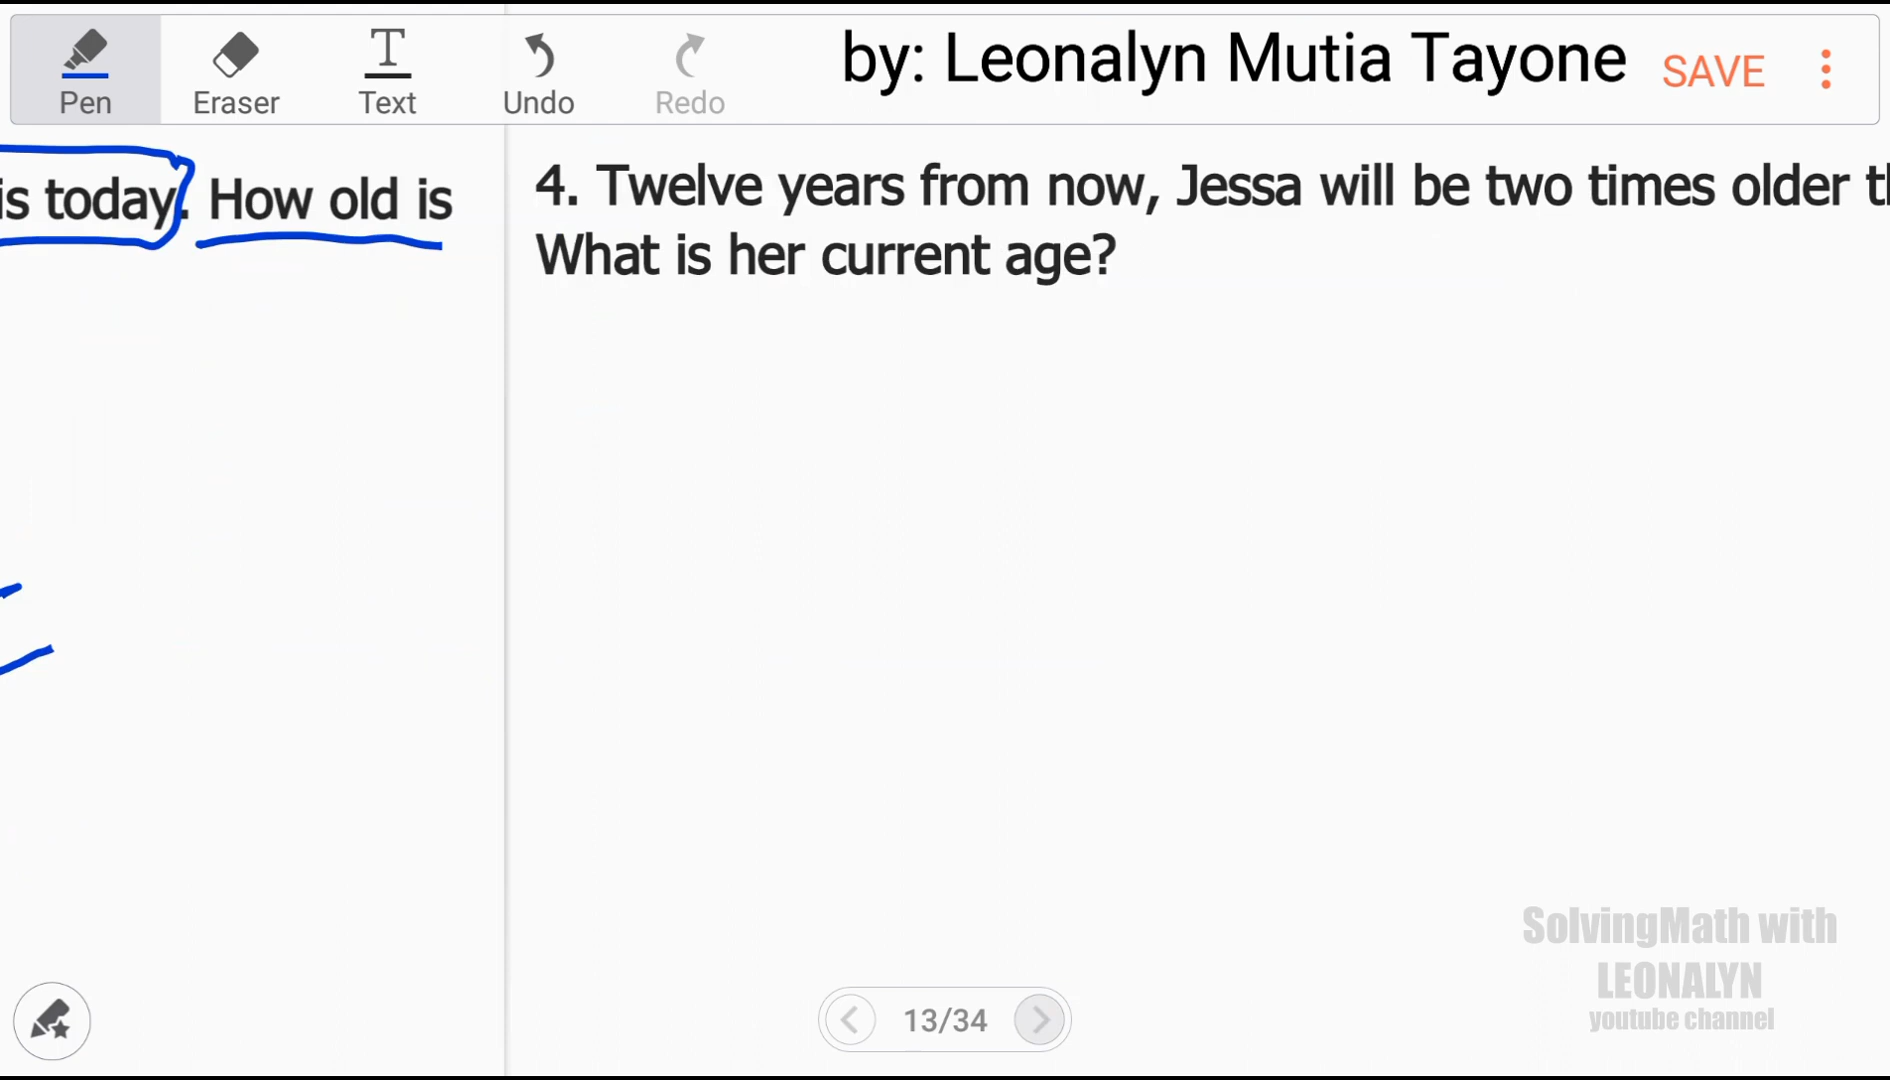 by: Leonalyn Mutia Tayone
SAVE
Pen
Eraser
Text
Undo
Redo
is today. How old is
4. Twelve years from now, Jessa will be two times older
What is her current age?
SolvingMath with
LEONALYN
youtube channel
13/34